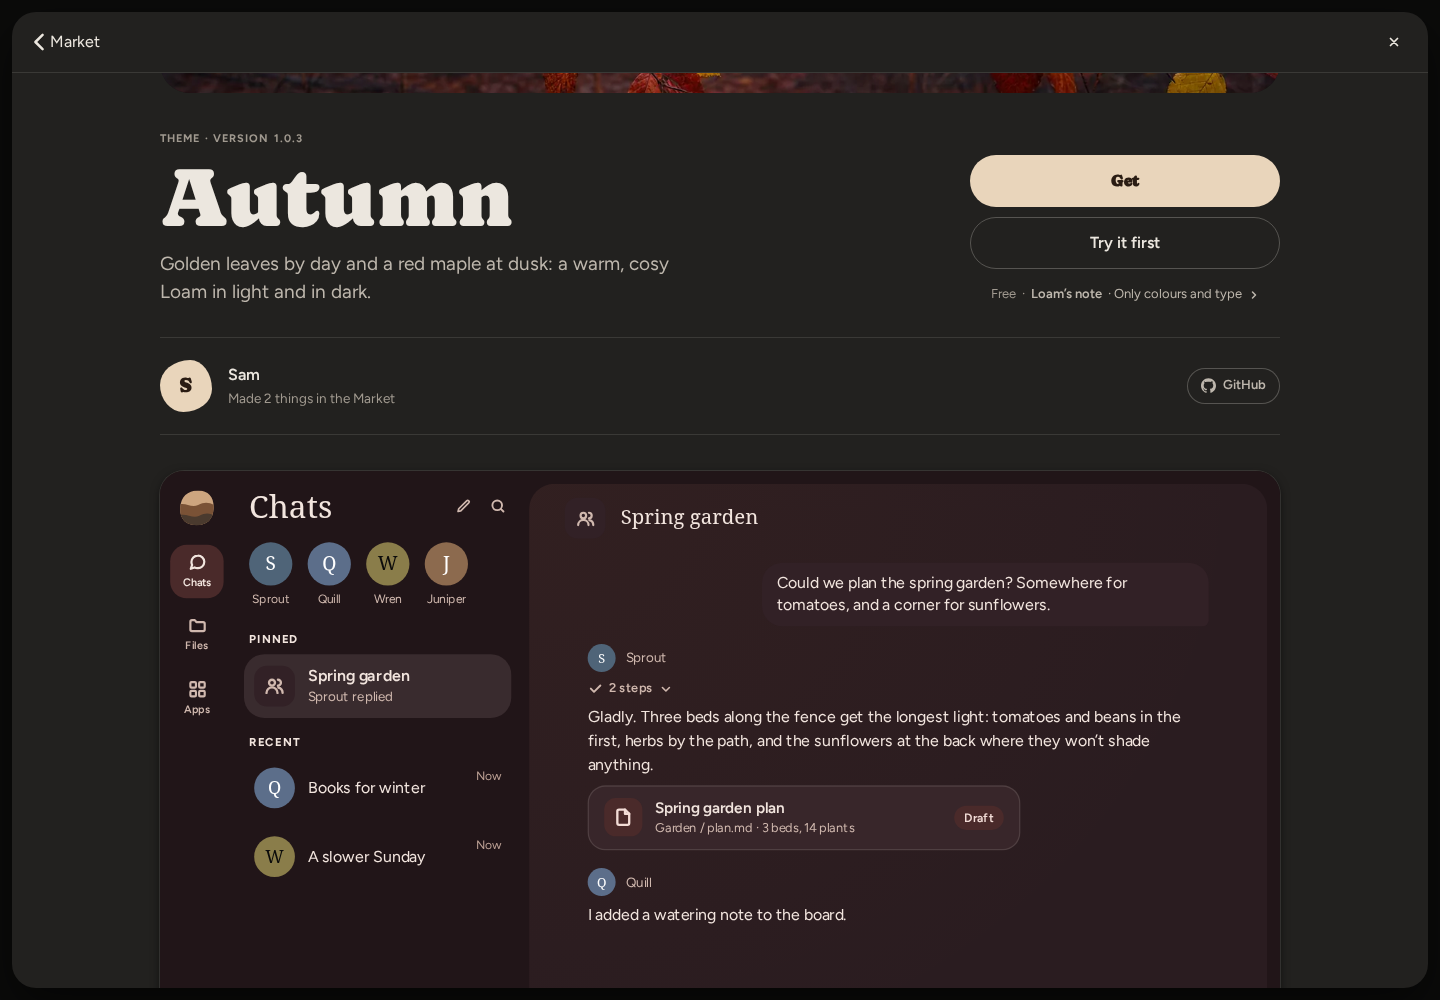 Market
THEME · VERSION 1.0.3
Autumn
Golden leaves by day and a red maple at dusk: a warm, cosy
Loam in light and in dark.
Get
Try it first
Free · Loam’s note · Only colours and type
S
Sam
Made 2 things in the Market
GitHub
Chats
Chats
Files
Apps
S
Q
W
J
Sprout
Quill
Wren
Juniper
PINNED
Spring garden
Sprout replied
RECENT
Q
Books for winter
Now
W
A slower Sunday
Now
Spring garden
Could we plan the spring garden? Somewhere for
tomatoes, and a corner for sunflowers.
S
Sprout
2 steps
Gladly. Three beds along the fence get the longest light: tomatoes and beans in the
first, herbs by the path, and the sunflowers at the back where they won’t shade
anything.
Spring garden plan
Garden / plan.md · 3 beds, 14 plants
Draft
Q
Quill
I added a watering note to the board.